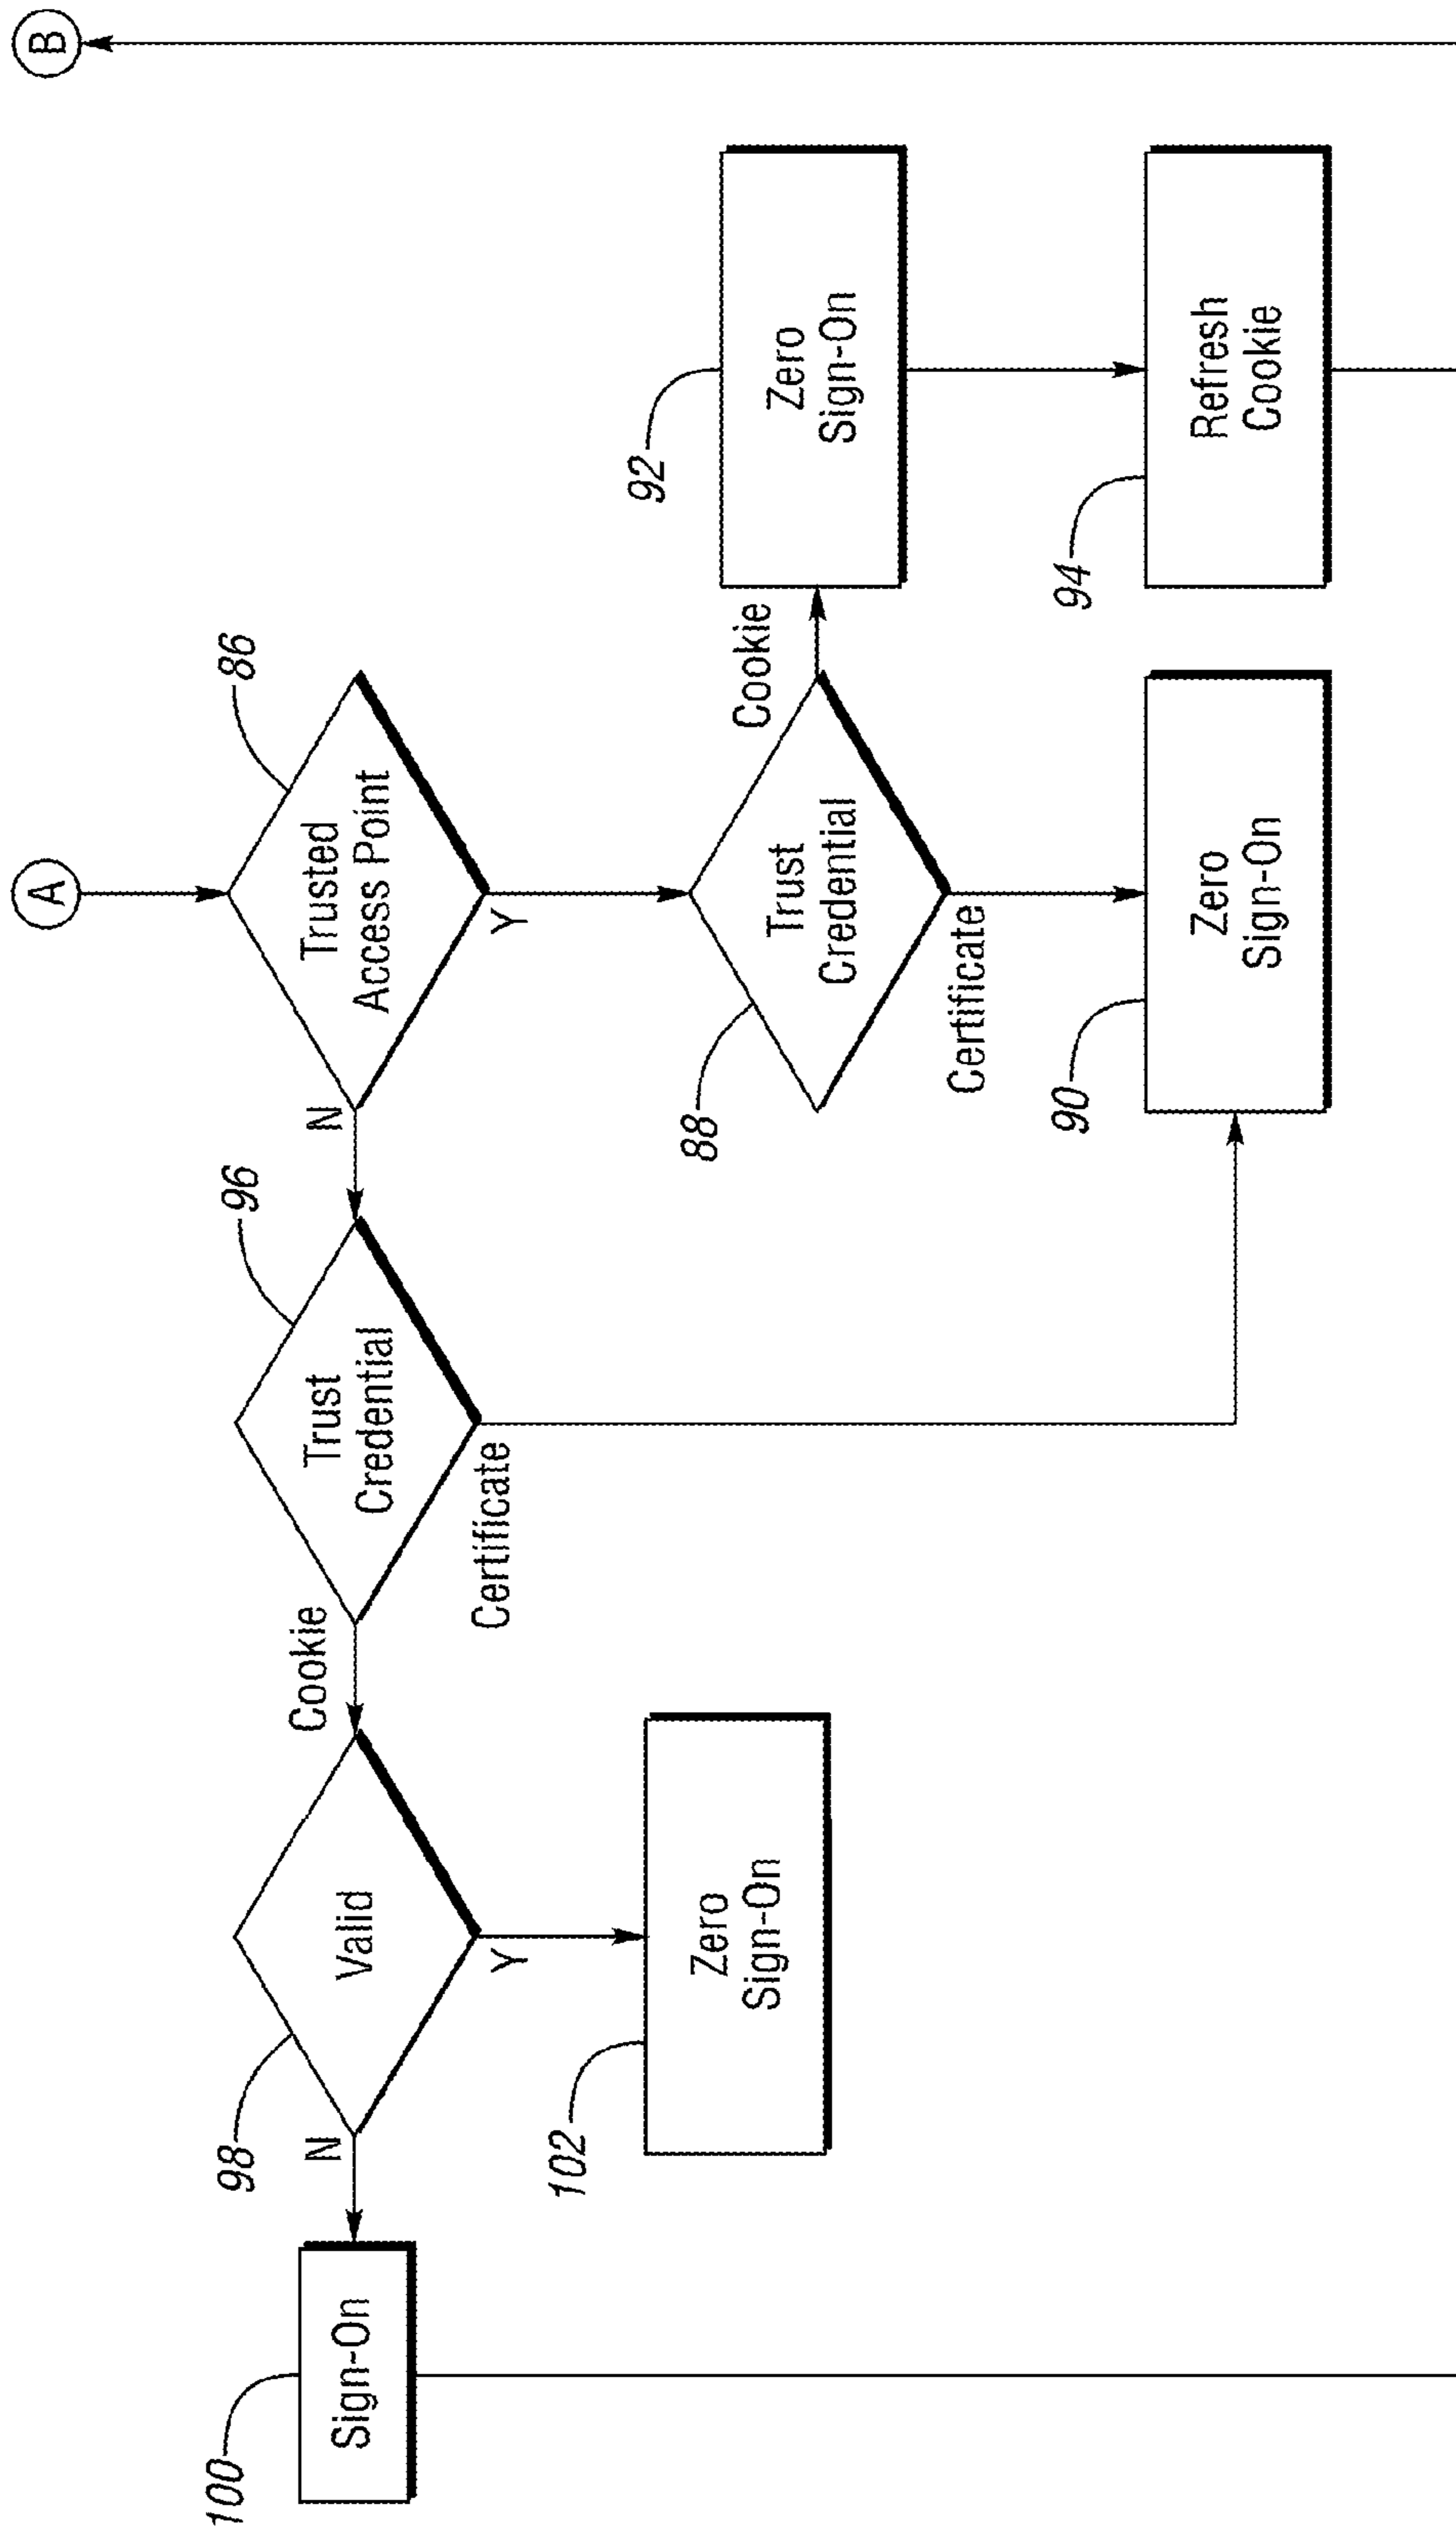 A
B
86
Trusted
Access Point
N
Y
96
Trust
Credential
Cookie
Certificate
98
Valid
N
Y
100
Sign-On
102
Zero
Sign-On
88
Trust
Credential
Cookie
Certificate
92
Zero
Sign-On
90
Zero
Sign-On
94
Refresh
Cookie